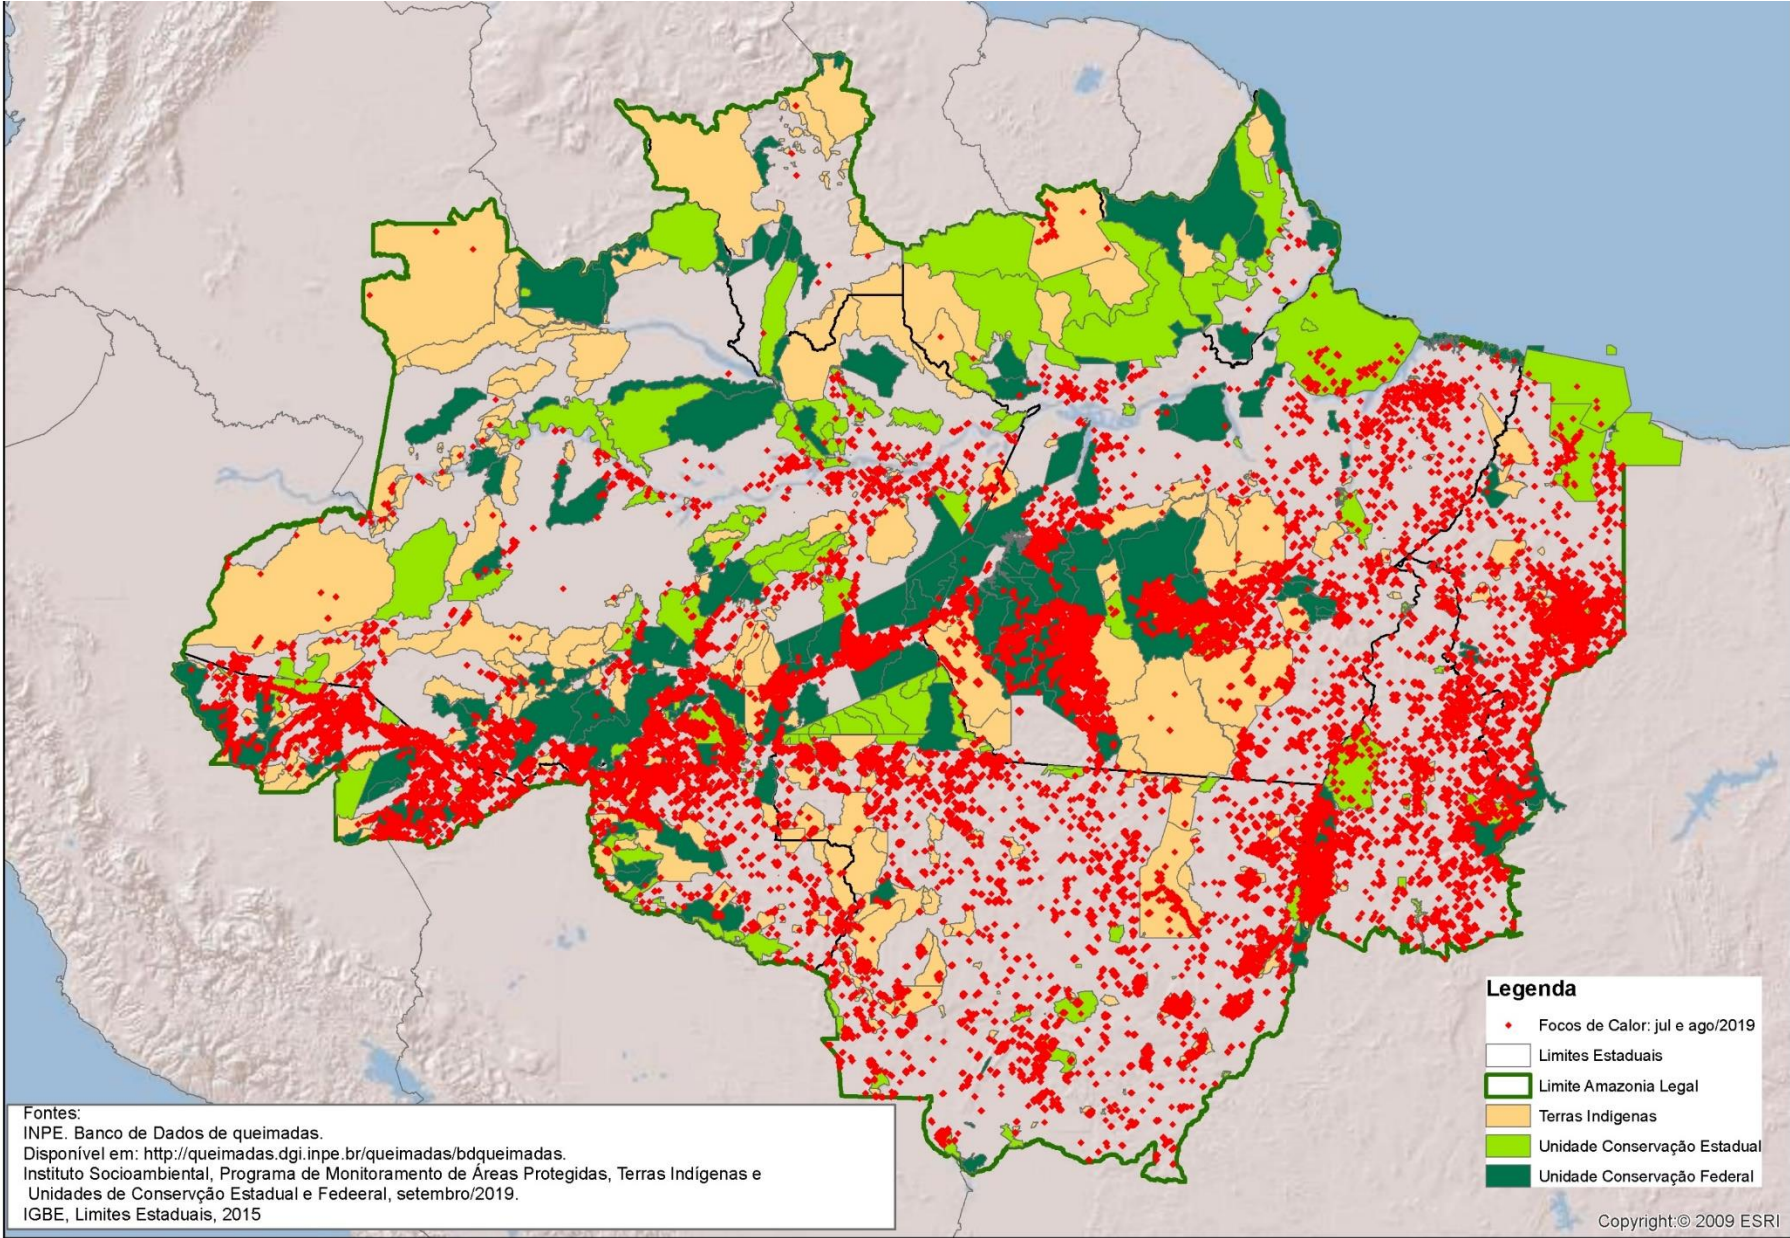 Legenda
Focos de Calor: jul e ago/2019
Limites Estaduais
Limite Amazonia Legal
Terras Indigenas
Unidade Conservação Estadual
Unidade Conservação Federal
Fontes:
INPE. Banco de Dados de queimadas.
Disponível em: http://queimadas.dgi.inpe.br/queimadas/bdqueimadas.
Instituto Socioambiental, Programa de Monitoramento de Áreas Protegidas, Terras Indígenas e
Unidades de Conservção Estadual e Fedeeral, setembro/2019.
IGBE, Limites Estaduais, 2015
Copyright:© 2009 ESRI